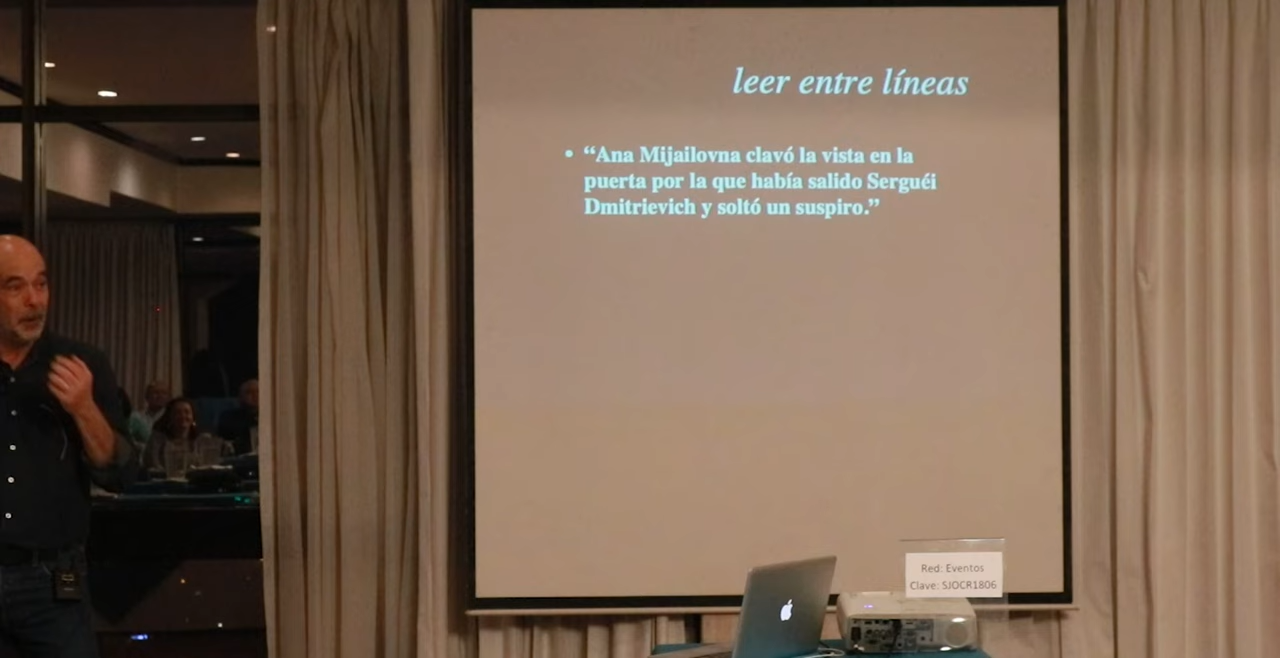 leer entre líneas
• “Ana Mijailovna clavó la vista en la
puerta por la que había salido Serguéi
Dmitrievich y soltó un suspiro.”
Red: Eventos
Clave: SJOCR1806